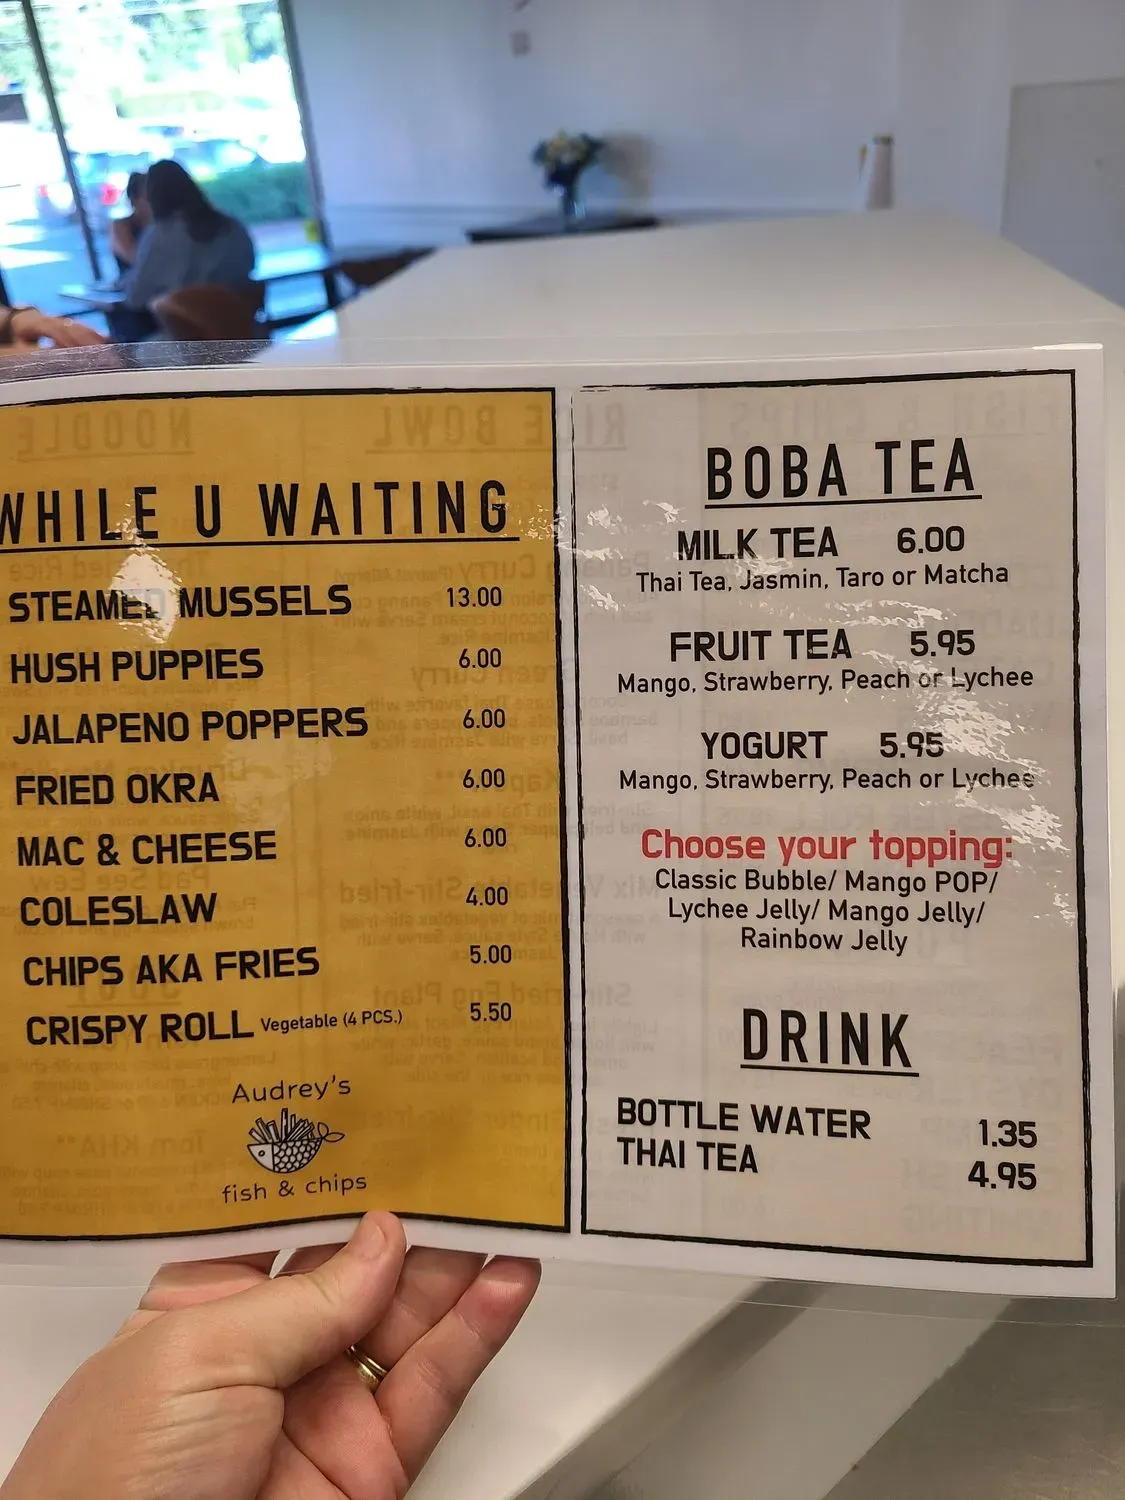 WHILE U WAITING
STEAMED MUSSELS 13.00
HUSH PUPPIES 6.00
JALAPENO POPPERS 6.00
FRIED OKRA 6.00
MAC & CHEESE 6.00
COLESLAW 4.00
CHIPS AKA FRIES 5.00
CRISPY ROLL Vegetable (4 PCS.) 5.50
Audrey's
fish & chips
BOBA TEA
MILK TEA 6.00
Thai Tea, Jasmin, Taro or Matcha
FRUIT TEA 5.95
Mango, Strawberry, Peach or Lychee
YOGURT 5.95
Mango, Strawberry, Peach or Lychee
Choose your topping:
Classic Bubble/ Mango POP/
Lychee Jelly/ Mango Jelly/
Rainbow Jelly
DRINK
BOTTLE WATER 1.35
THAI TEA 4.95